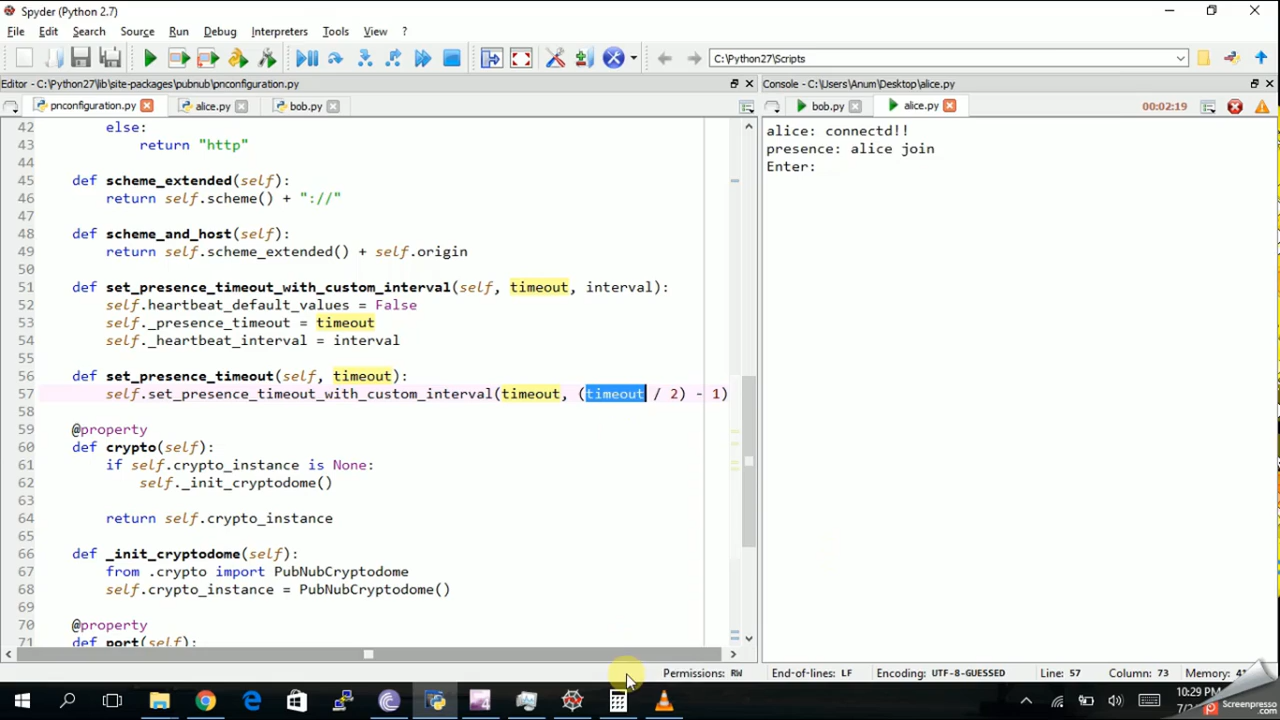 Spyder (Python 2.7)
File Edit Search Source Run Debug Interpreters Tools View ?
C:\Python27\Scripts
Editor - C:\Python27\lib\site-packages\pubnub\pnconfiguration.py
Console - C:\Users\Anum\Desktop\alice.py
pnconfiguration.py alice.py bob.py
bob.py alice.py 00:02:19
42 else:
43 return "http"
44
45 def scheme_extended(self):
46 return self.scheme() + "://"
47
48 def scheme_and_host(self):
49 return self.scheme_extended() + self.origin
50
51 def set_presence_timeout_with_custom_interval(self, timeout, interval):
52 self.heartbeat_default_values = False
53 self._presence_timeout = timeout
54 self._heartbeat_interval = interval
55
56 def set_presence_timeout(self, timeout):
57 self.set_presence_timeout_with_custom_interval(timeout, (timeout / 2) - 1)
58
59 @property
60 def crypto(self):
61 if self.crypto_instance is None:
62 self._init_cryptodome()
63
64 return self.crypto_instance
65
66 def _init_cryptodome(self):
67 from .crypto import PubNubCryptodome
68 self.crypto_instance = PubNubCryptodome()
69
70 @property
71 def port(self):
alice: connectd!!
presence: alice join
Enter:
Permissions: RW End-of-lines: LF Encoding: UTF-8-GUESSED Line: 57 Column: 73 Memory:
10:29 PM
Screenpresso
.com